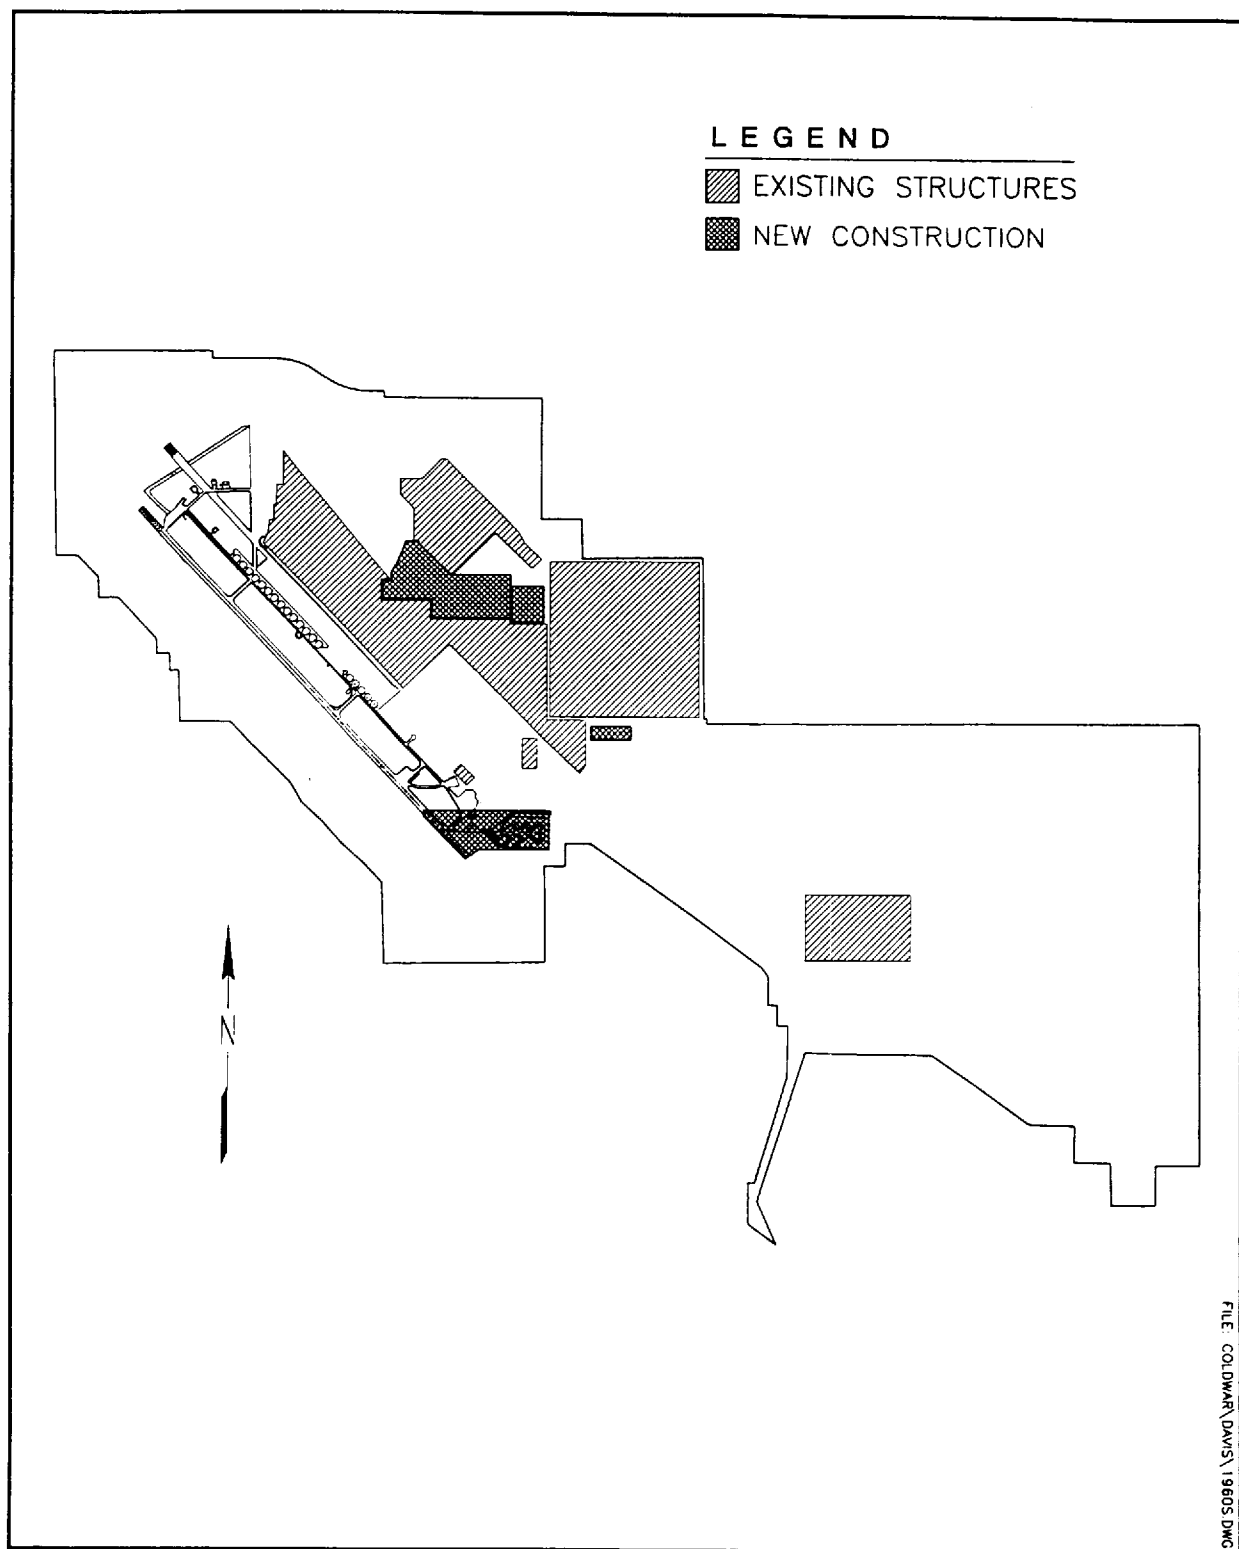 LEGEND
EXISTING STRUCTURES
NEW CONSTRUCTION
N
FILE: COLDWAR\DAVIS\1960S.DWG